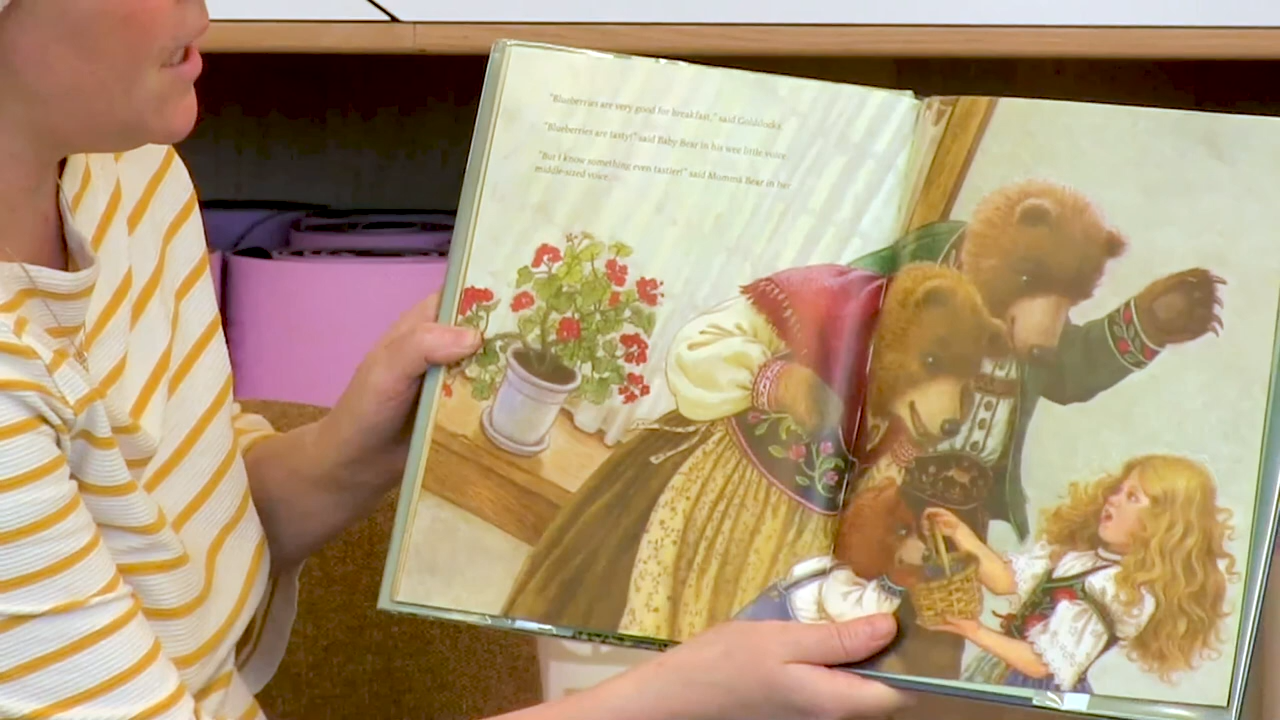 "Blueberries are very good for breakfast," said Goldilocks.
"Blueberries are tasty!" said Baby Bear in his wee little voice.
"But I know something even tastier!" said Mumma Bear in her
middle-sized voice.